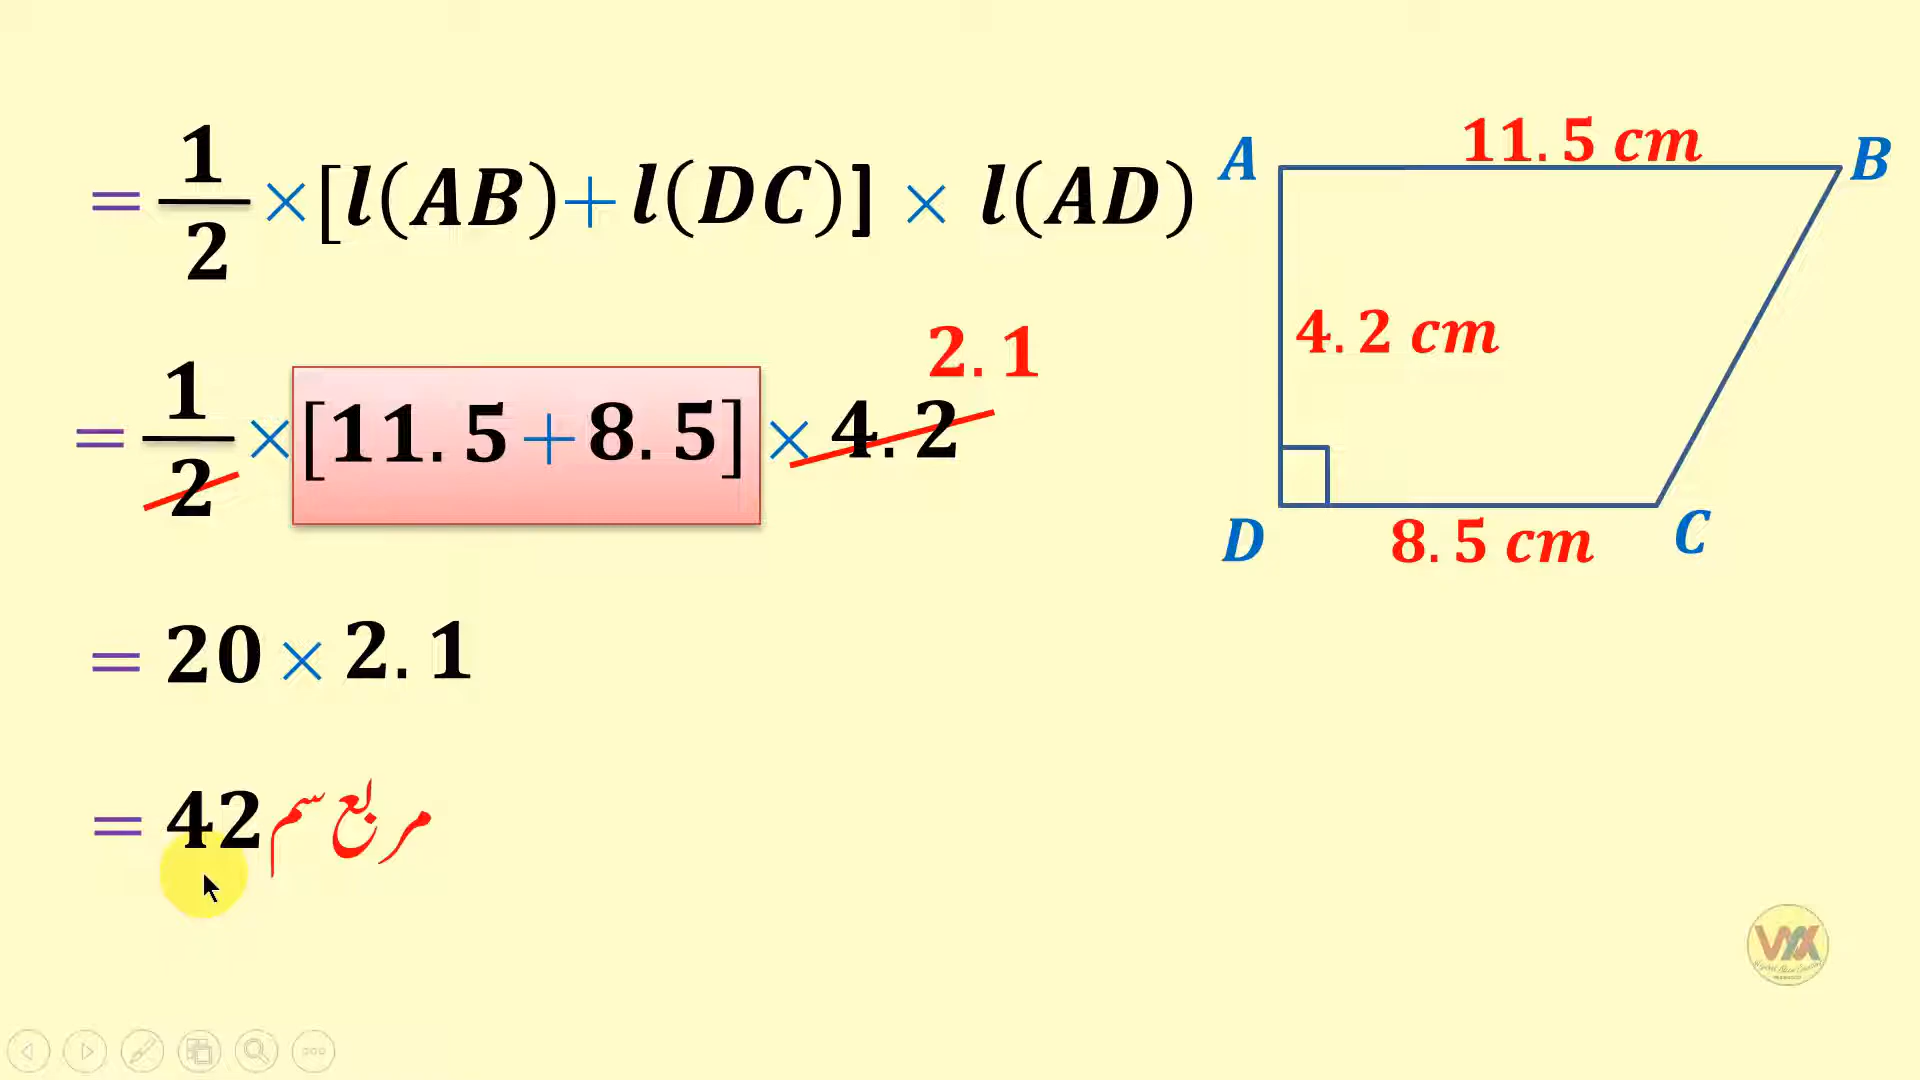 = 1/2 × [l(AB) + l(DC)] × l(AD)
A 11.5 cm B
4.2 cm
D 8.5 cm C
2.1
= 1/2 × [11.5 + 8.5] × 4.2
= 20 × 2.1
= 42 مربع سم